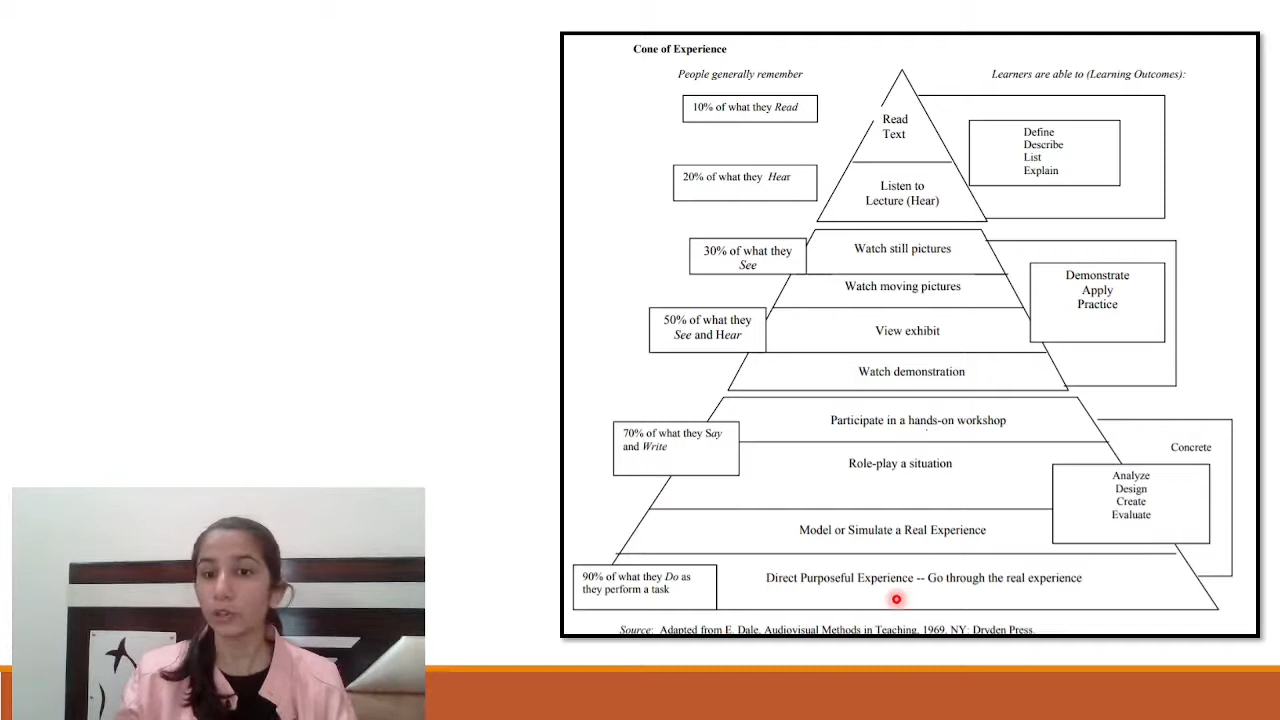 Cone of Experience
People generally remember
Learners are able to (Learning Outcomes):
10% of what they Read
Read
Text
Define
Describe
List
Explain
20% of what they Hear
Listen to
Lecture (Hear)
30% of what they
See
Watch still pictures
Watch moving pictures
Demonstrate
Apply
Practice
50% of what they
See and Hear
View exhibit
Watch demonstration
70% of what they Say
and Write
Participate in a hands-on workshop
Role-play a situation
Concrete
Analyze
Design
Create
Evaluate
Model or Simulate a Real Experience
90% of what they Do as
they perform a task
Direct Purposeful Experience -- Go through the real experience
Source: Adapted from E. Dale, Audiovisual Methods in Teaching, 1969, NY: Dryden Press.